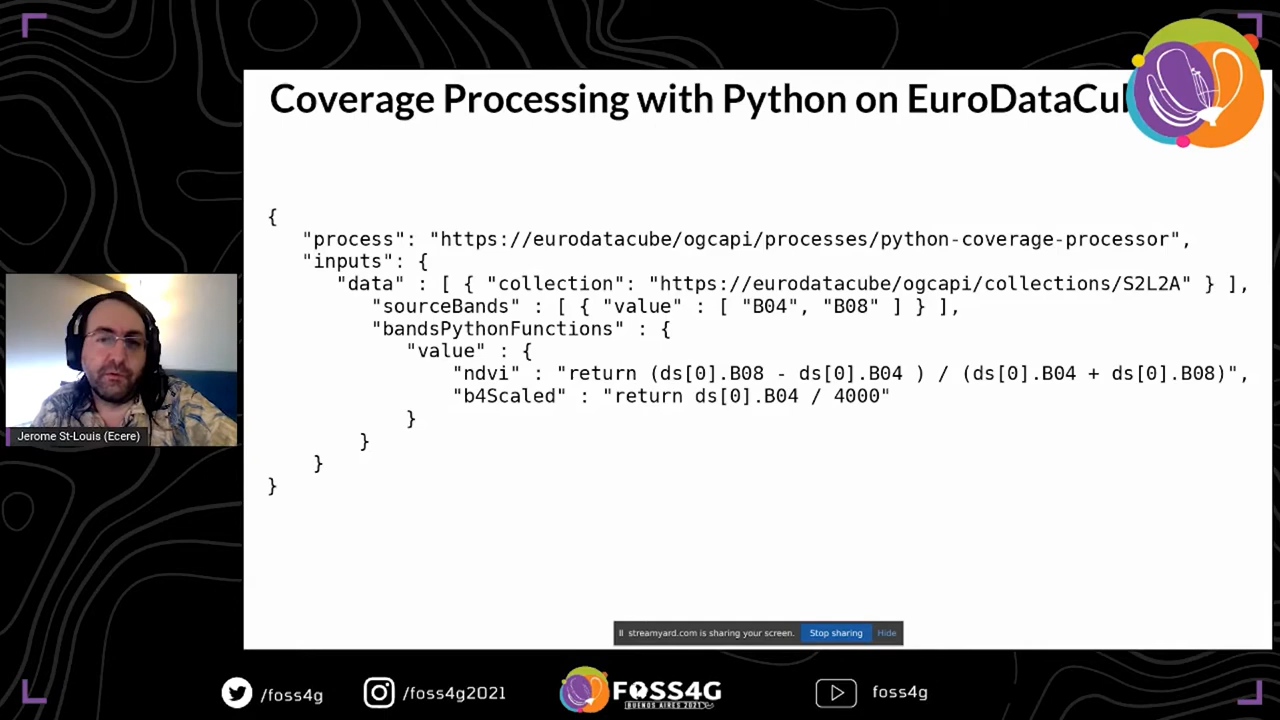 Coverage Processing with Python on EuroDataCu
{
"process": "https://eurodatacube/ogcapi/processes/python-coverage-processor",
"inputs": {
"data" : [ { "collection": "https://eurodatacube/ogcapi/collections/S2L2A" } ],
"sourceBands" : [ { "value" : [ "B04", "B08" ] } ],
"bandsPythonFunctions" : {
"value" : {
"ndvi" : "return (ds[0].B08 - ds[0].B04 ) / (ds[0].B04 + ds[0].B08)",
"b4Scaled" : "return ds[0].B04 / 4000"
}
}
}
}
Jerome St-Louis (Ecere)
streamyard.com is sharing your screen. Stop sharing Hide
/foss4g
/foss4g2021
FOSS4G
BUENOS AIRES 2021
foss4g